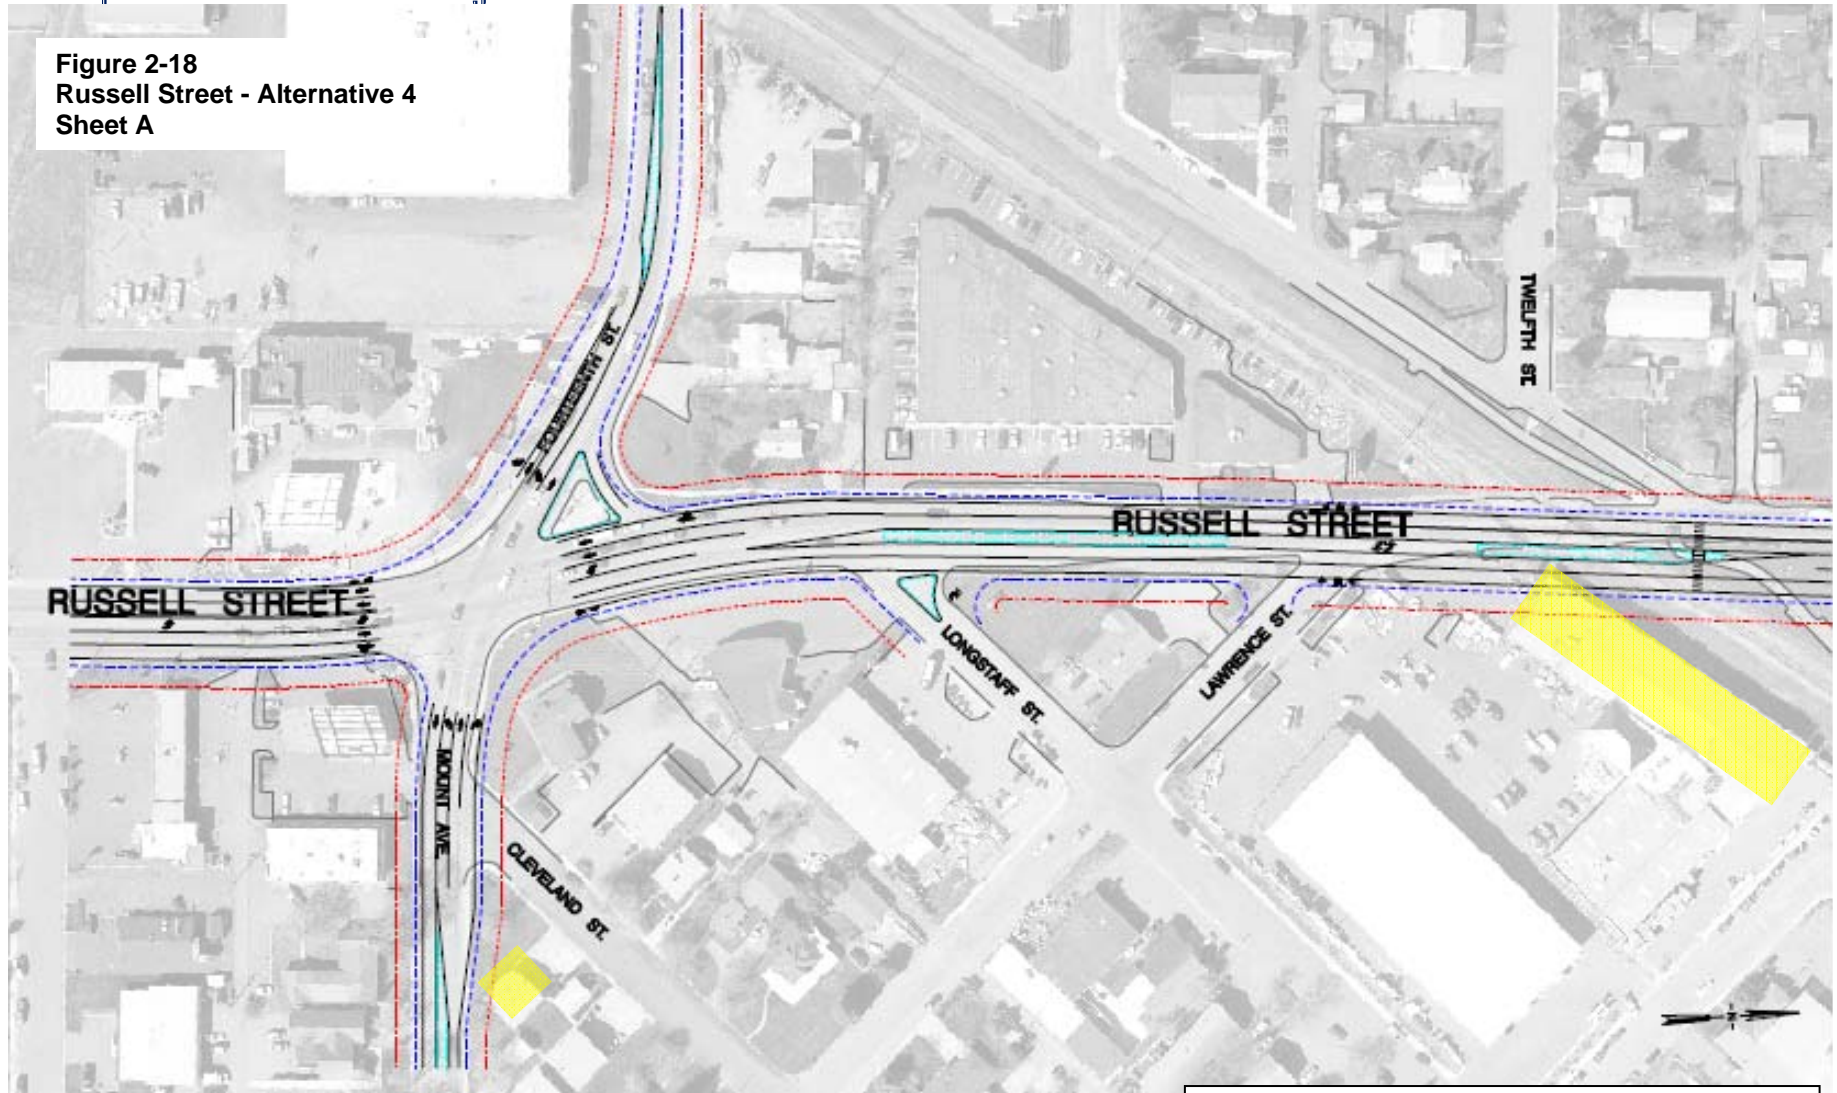 Figure 2-18
Russell Street - Alternative 4
Sheet A
TWELFTH ST.
FOURTEENTH ST.
RUSSELL STREET
RUSSELL STREET
LONGSTAFF ST.
LAWRENCE ST.
MOUNT AVE.
CLEVELAND ST.